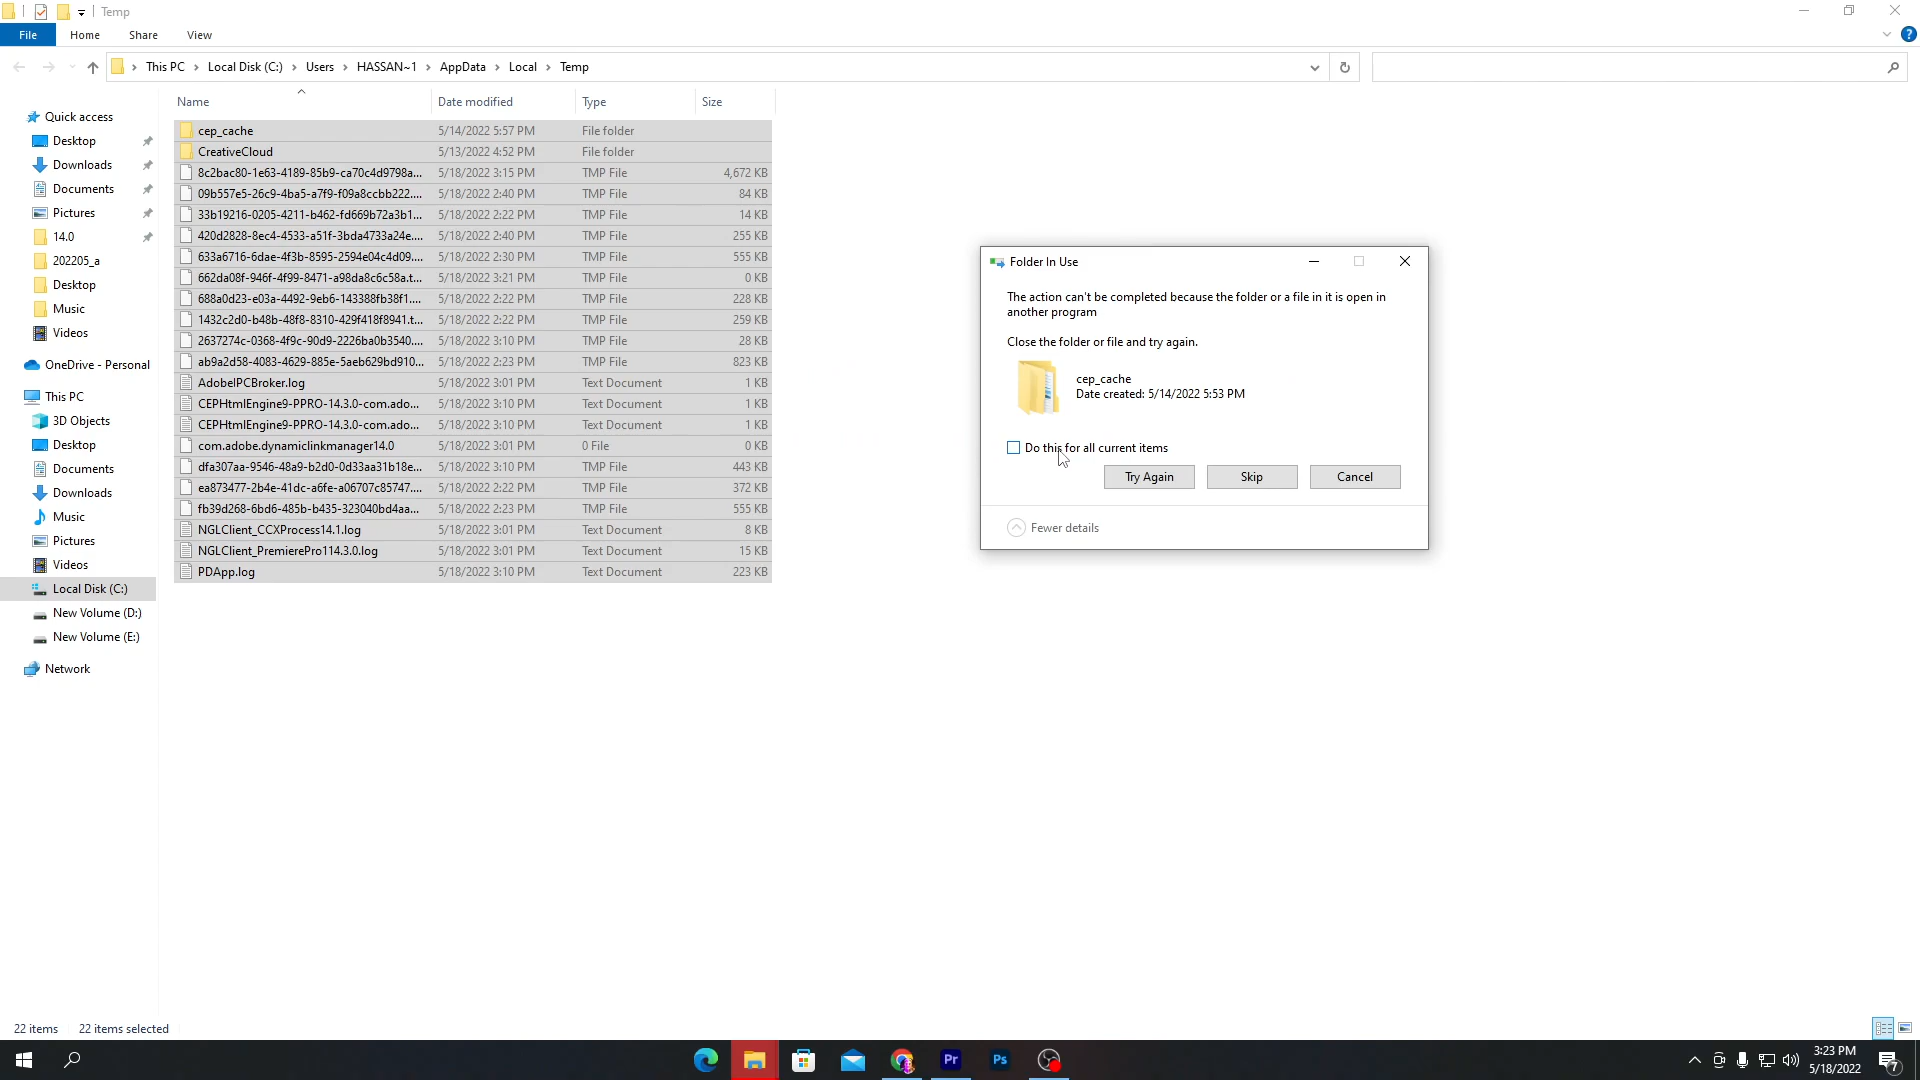 Temp
File Home Share View
This PC Local Disk (C:) Users HASSAN~1 AppData Local Temp
Name Date modified Type Size
Quick access
Desktop
Downloads
Documents
Pictures
14.0
202205_a
Desktop
Music
Videos
OneDrive - Personal
This PC
3D Objects
Desktop
Documents
Downloads
Music
Pictures
Videos
Local Disk (C:)
New Volume (D:)
New Volume (E:)
Network
cep_cache 5/14/2022 5:57 PM File folder
CreativeCloud 5/13/2022 4:52 PM File folder
8c2bac80-1e63-4189-85b9-ca70c4d9798a... 5/18/2022 3:15 PM TMP File 4,672 KB
09b557e5-26c9-4ba5-a7f9-f09a8ccbb222.... 5/18/2022 2:40 PM TMP File 84 KB
33b19216-0205-4211-b462-fd669b72a3b1... 5/18/2022 2:22 PM TMP File 14 KB
420d2828-8ec4-4533-a51f-3bda4733a24e.... 5/18/2022 2:40 PM TMP File 255 KB
633a6716-6dae-4f3b-8595-2594e04c4d09.... 5/18/2022 2:30 PM TMP File 555 KB
662da08f-946f-4f99-8471-a98da8c6c58a.t... 5/18/2022 3:21 PM TMP File 0 KB
688a0d23-e03a-4492-9eb6-143388fb38f1.... 5/18/2022 2:22 PM TMP File 228 KB
1432c2d0-b48b-48f8-8310-429f418f8941.t... 5/18/2022 2:22 PM TMP File 259 KB
2637274c-0368-4f9c-90d9-2226ba0b3540.... 5/18/2022 3:10 PM TMP File 28 KB
ab9a2d58-4083-4629-885e-5aeb629bd910... 5/18/2022 2:23 PM TMP File 823 KB
AdobeIPCBroker.log 5/18/2022 3:01 PM Text Document 1 KB
CEPHtmlEngine9-PPRO-14.3.0-com.ado... 5/18/2022 3:10 PM Text Document 1 KB
CEPHtmlEngine9-PPRO-14.3.0-com.ado... 5/18/2022 3:10 PM Text Document 1 KB
com.adobe.dynamiclinkmanager14.0 5/18/2022 3:01 PM 0 File 0 KB
dfa307aa-9546-48a9-b2d0-0d33aa31b18e... 5/18/2022 3:10 PM TMP File 443 KB
ea873477-2b4e-41dc-a6fe-a06707c85747.... 5/18/2022 2:22 PM TMP File 372 KB
fb39d268-6bd6-485b-b435-323040bd4aa... 5/18/2022 2:23 PM TMP File 555 KB
NGLClient_CCXProcess14.1.log 5/18/2022 3:01 PM Text Document 8 KB
NGLClient_PremierePro114.3.0.log 5/18/2022 3:01 PM Text Document 15 KB
PDApp.log 5/18/2022 3:10 PM Text Document 223 KB
Folder In Use
The action can't be completed because the folder or a file in it is open in
another program
Close the folder or file and try again.
cep_cache
Date created: 5/14/2022 5:53 PM
Do this for all current items
Try Again Skip Cancel
Fewer details
22 items 22 items selected
Pr Ps
3:23 PM
5/18/2022
7